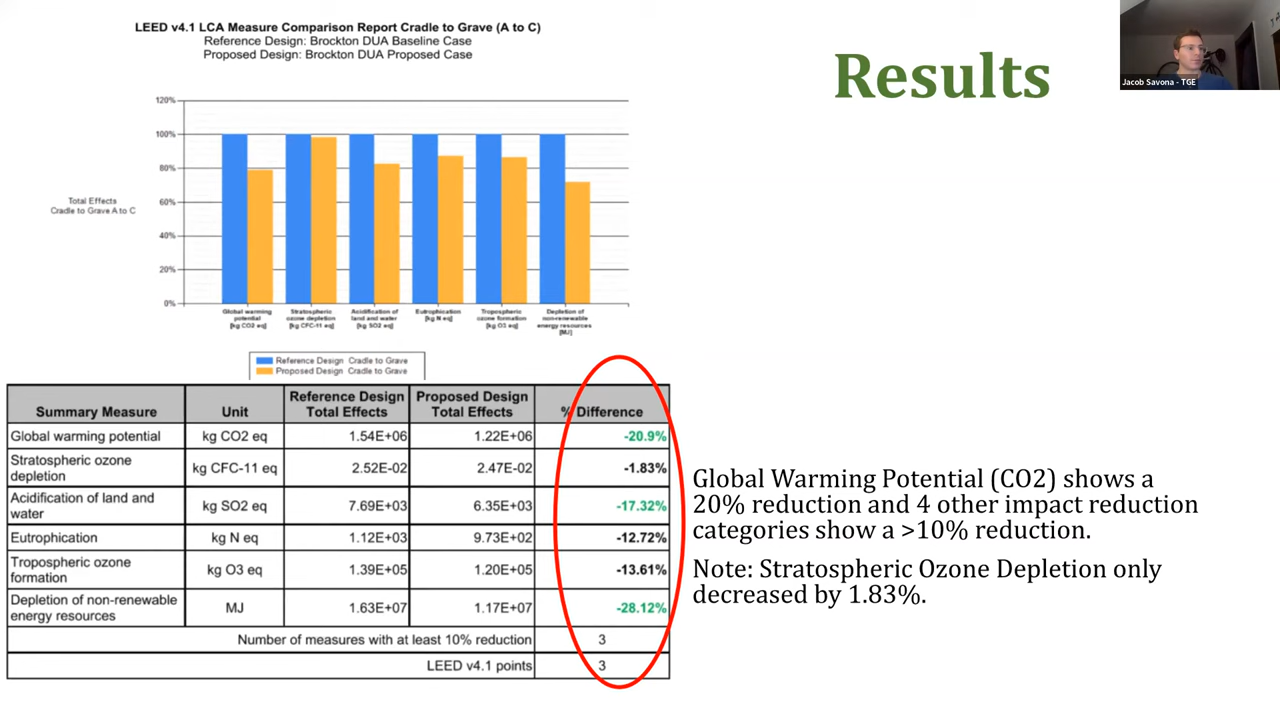 LEED v4.1 LCA Measure Comparison Report Cradle to Grave (A to C)
Reference Design: Brockton DUA Baseline Case
Proposed Design: Brockton DUA Proposed Case
Results
Jacob Savona - TGE
120%
100%
80%
60%
40%
20%
0%
Total Effects
Cradle to Grave A to C
Global warming potential [kg CO2 eq]
Stratospheric ozone depletion [kg CFC-11 eq]
Acidification of land and water [kg SO2 eq]
Eutrophication [kg N eq]
Tropospheric ozone formation [kg O3 eq]
Depletion of non-renewable energy resources [MJ]
Reference Design Cradle to Grave
Proposed Design Cradle to Grave
Summary Measure Unit Reference Design Total Effects Proposed Design Total Effects % Difference
Global warming potential kg CO2 eq 1.54E+06 1.22E+06 -20.9%
Stratospheric ozone depletion kg CFC-11 eq 2.52E-02 2.47E-02 -1.83%
Acidification of land and water kg SO2 eq 7.69E+03 6.35E+03 -17.32%
Eutrophication kg N eq 1.12E+03 9.73E+02 -12.72%
Tropospheric ozone formation kg O3 eq 1.39E+05 1.20E+05 -13.61%
Depletion of non-renewable energy resources MJ 1.63E+07 1.17E+07 -28.12%
Number of measures with at least 10% reduction 3
LEED v4.1 points 3
Global Warming Potential (CO2) shows a
20% reduction and 4 other impact reduction
categories show a >10% reduction.
Note: Stratospheric Ozone Depletion only
decreased by 1.83%.